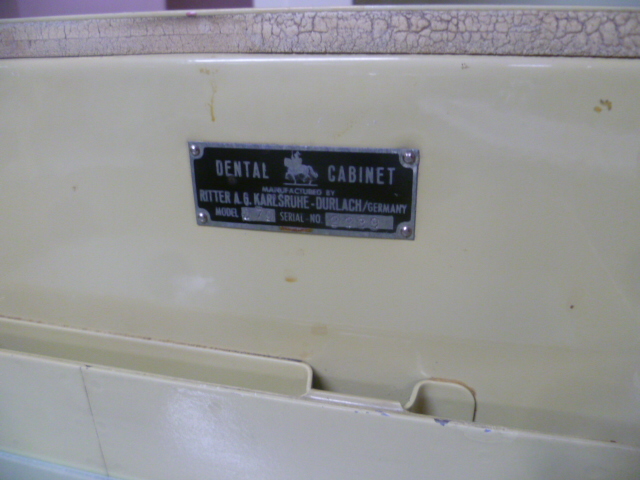 DENTAL CABINET
MANUFACTURED BY
RITTER A.G. KARLSRUHE-DURLACH/GERMANY
MODEL SERIAL-NO